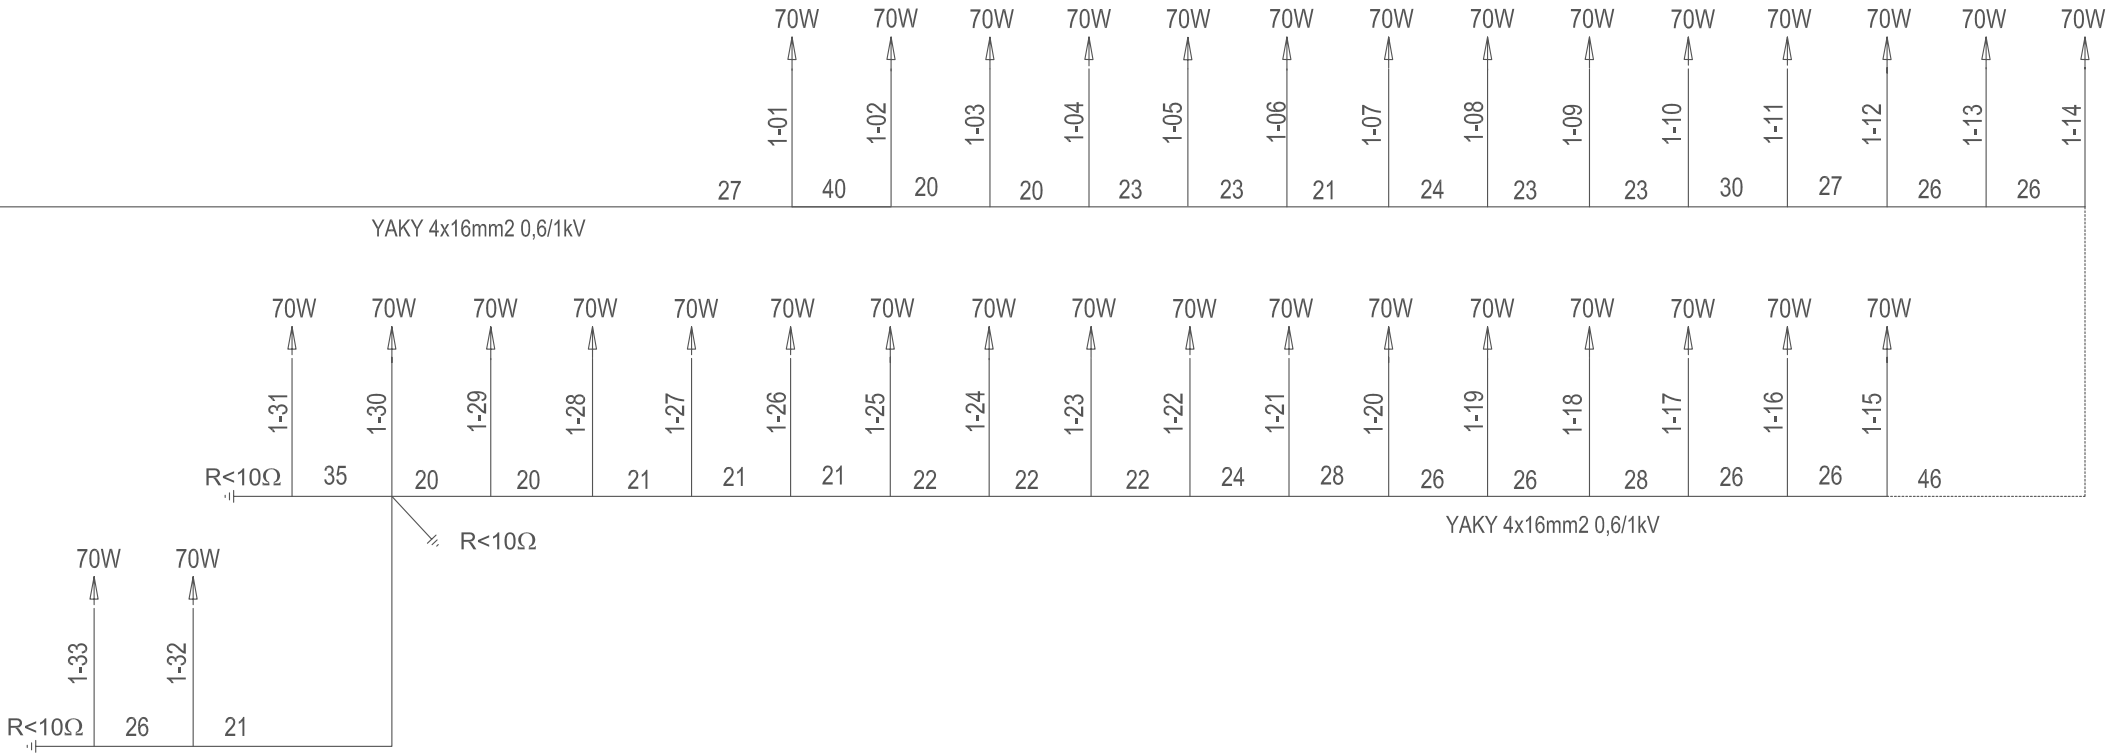 70W 70W 70W 70W 70W 70W 70W 70W 70W 70W 70W 70W 70W 70W
1-01 1-02 1-03 1-04 1-05 1-06 1-07 1-08 1-09 1-10 1-11 1-12 1-13 1-14
27 40 20 20 23 23 21 24 23 23 30 27 26 26
YAKY 4x16mm2 0,6/1kV
70W 70W 70W 70W 70W 70W 70W 70W 70W 70W 70W 70W 70W 70W 70W 70W 70W
1-31 1-30 1-29 1-28 1-27 1-26 1-25 1-24 1-23 1-22 1-21 1-20 1-19 1-18 1-17 1-16 1-15
R<10Ω 35 20 20 21 21 21 22 22 22 24 28 26 26 28 26 26 46
YAKY 4x16mm2 0,6/1kV
R<10Ω
70W 70W
1-33 1-32
R<10Ω 26 21